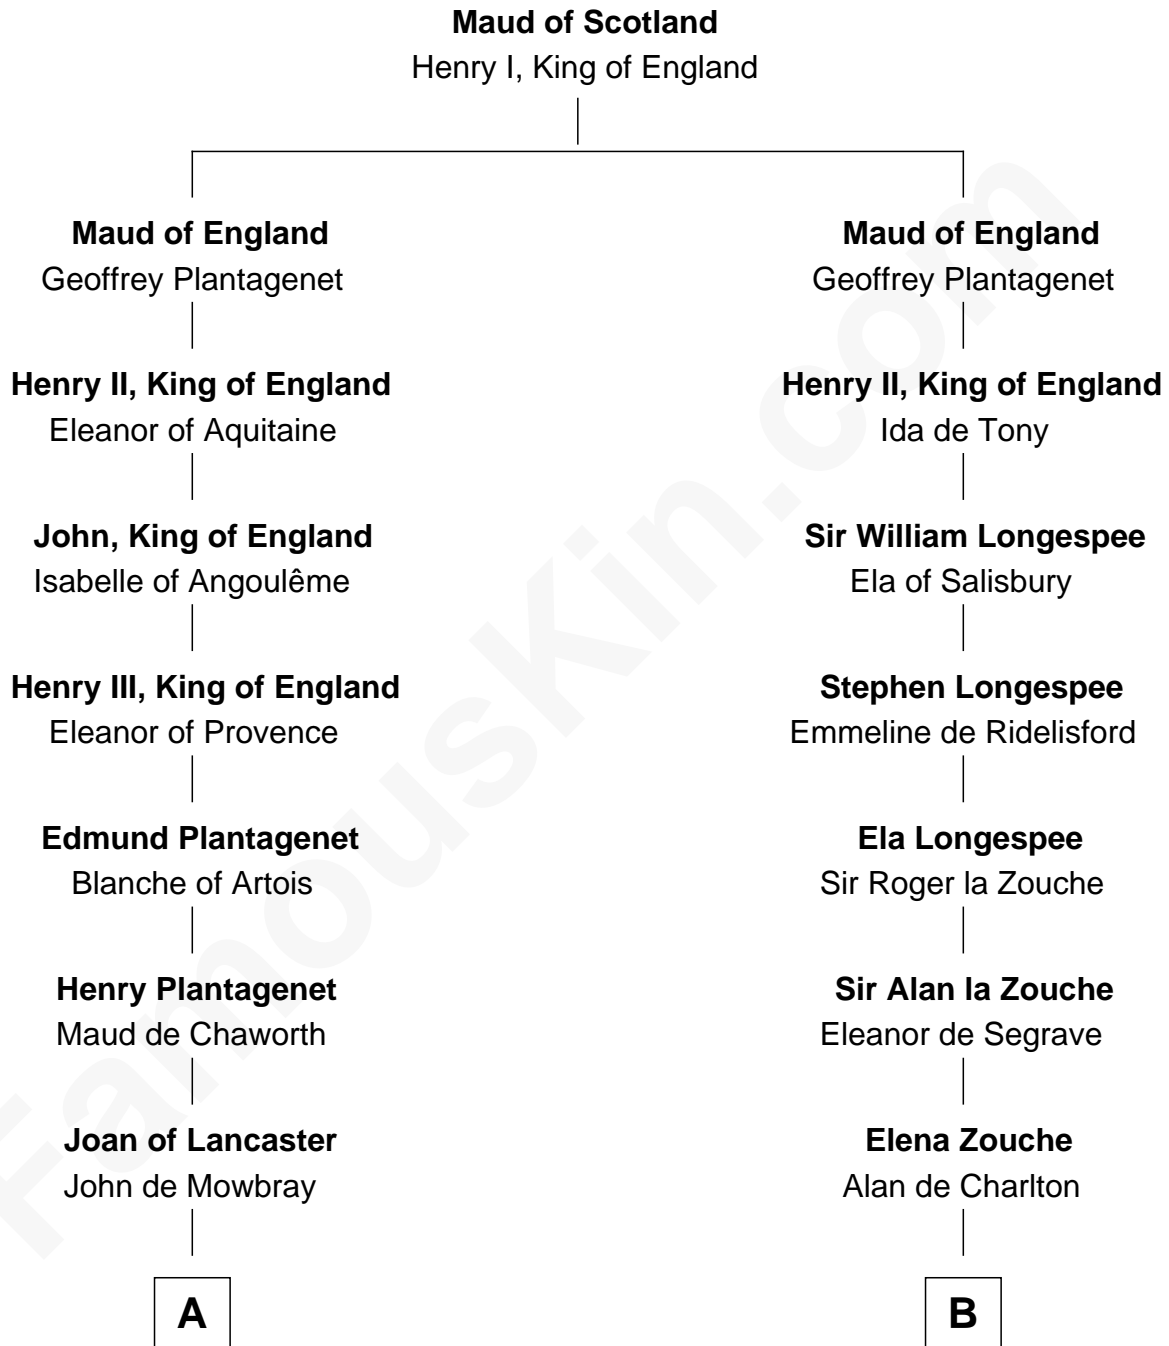 Maud of Scotland
Henry I, King of England
Maud of England
Geoffrey Plantagenet
Henry II, King of England
Eleanor of Aquitaine
John, King of England
Isabelle of Angoulême
Henry III, King of England
Eleanor of Provence
Edmund Plantagenet
Blanche of Artois
Henry Plantagenet
Maud de Chaworth
Joan of Lancaster
John de Mowbray
A
Maud of England
Geoffrey Plantagenet
Henry II, King of England
Ida de Tony
Sir William Longespee
Ela of Salisbury
Stephen Longespee
Emmeline de Ridelisford
Ela Longespee
Sir Roger la Zouche
Sir Alan la Zouche
Eleanor de Segrave
Elena Zouche
Alan de Charlton
B
FamousKin.com